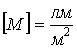 [М] = лм/м²